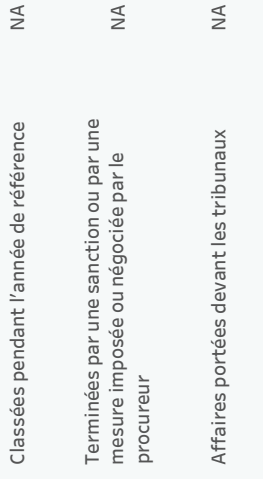 Classées pendant l'année de référence NA
Terminées par une sanction ou par une NA
mesure imposée ou négociée par le
procureur
Affaires portées devant les tribunaux NA